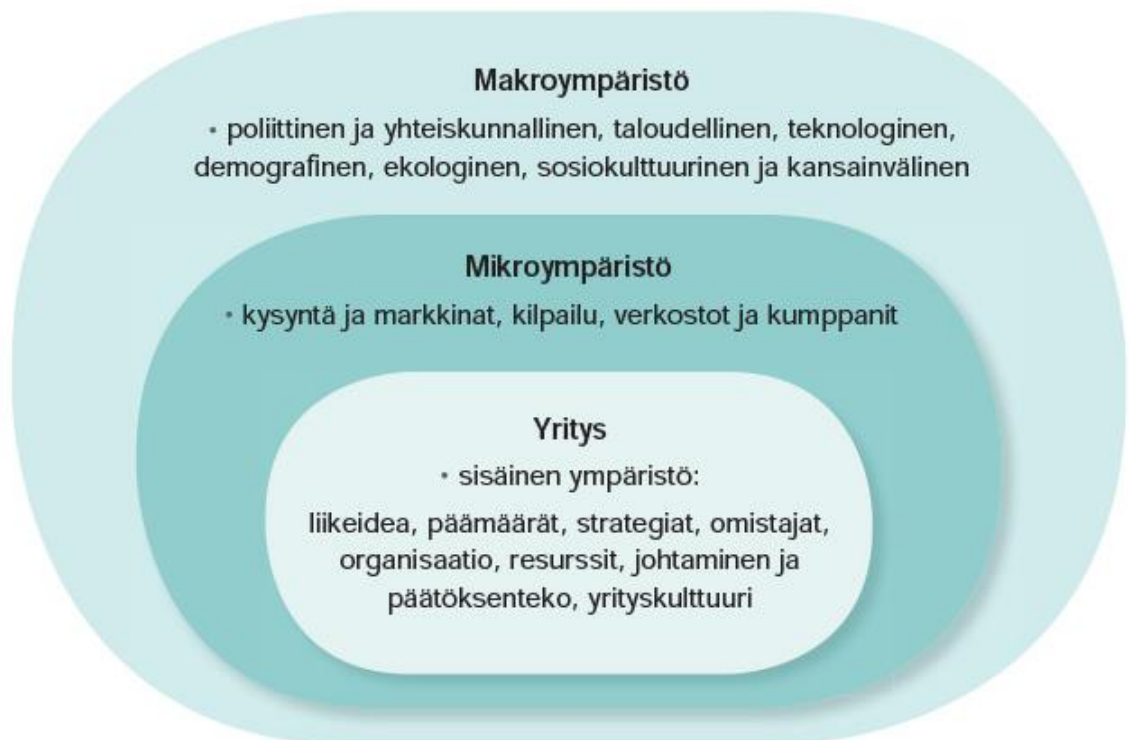 Makroympäristö
• poliittinen ja yhteiskunnallinen, taloudellinen, teknologinen,
demografinen, ekologinen, sosiokulttuurinen ja kansainvälinen
Mikroympäristö
• kysyntä ja markkinat, kilpailu, verkostot ja kumppanit
Yritys
• sisäinen ympäristö:
liikeidea, päämäärät, strategiat, omistajat,
organisaatio, resurssit, johtaminen ja
päätöksenteko, yrityskulttuuri